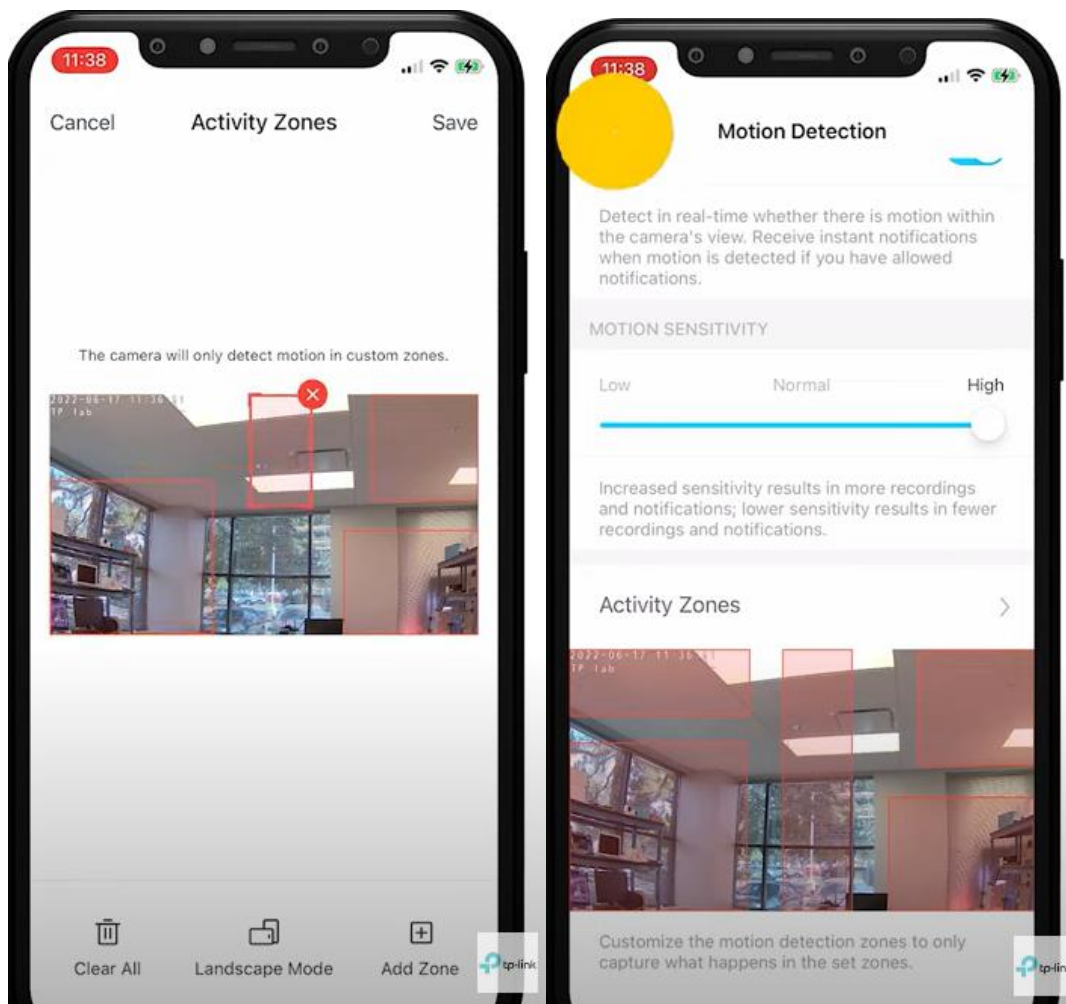 11:38
Cancel
Activity Zones
Save
The camera will only detect motion in custom zones.
2022-06-17 11:36
TP lab
Clear All
Landscape Mode
Add Zone
tp-link
11:38
Motion Detection
Detect in real-time whether there is motion within
the camera's view. Receive instant notifications
when motion is detected if you have allowed
notifications.
MOTION SENSITIVITY
Low
Normal
High
Increased sensitivity results in more recordings
and notifications; lower sensitivity results in fewer
recordings and notifications.
Activity Zones
2022-06-17 11:36
TP lab
Customize the motion detection zones to only
capture what happens in the set zones.
tp-link